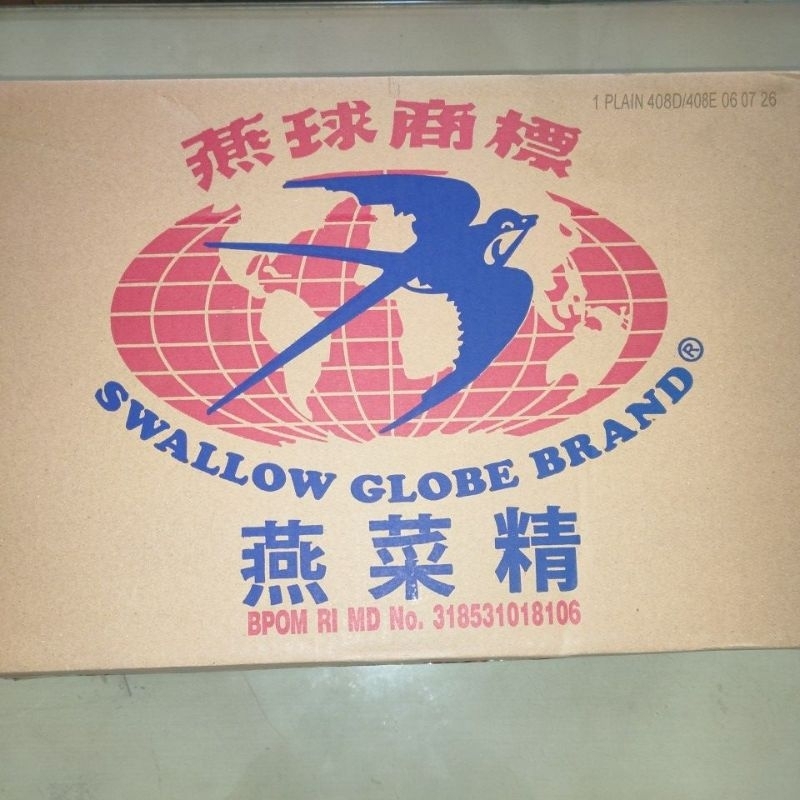 1 PLAIN 408D/408E 06 07 26
燕球商標
SWALLOW GLOBE BRAND®
燕菜精
BPOM RI MD No. 318531018106